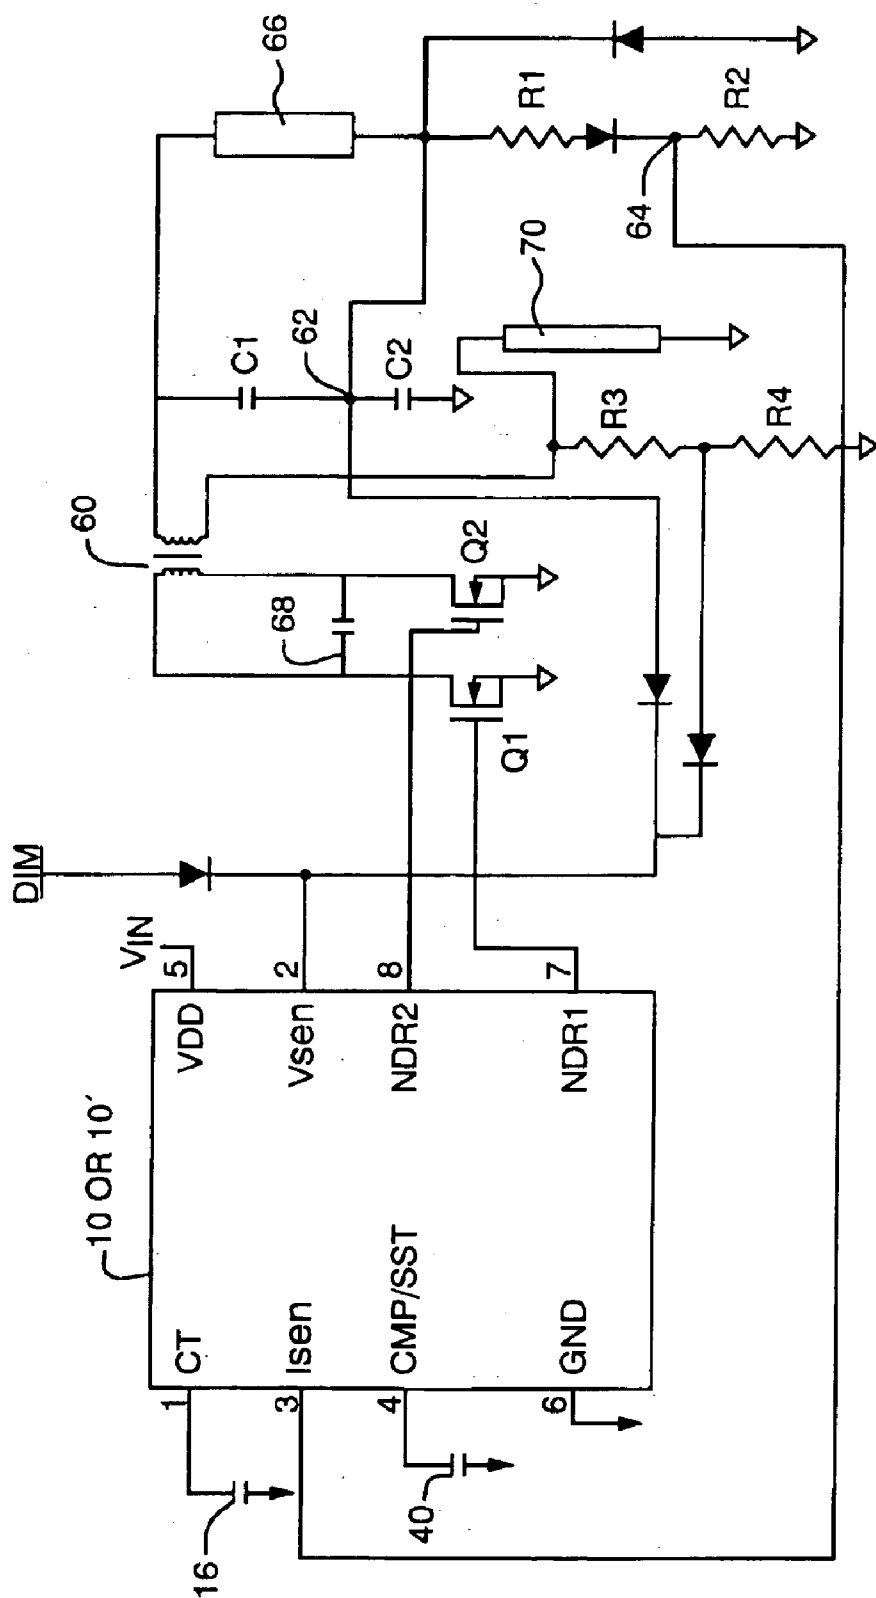 10 OR 10′
CT
1
Isen
3
CMP/SST
4
GND
6
16
40
VDD
5
VIN
Vsen
2
NDR2
8
NDR1
7
DIM
60
68
Q1
Q2
C1
62
C2
66
70
R1
64
R2
R3
R4